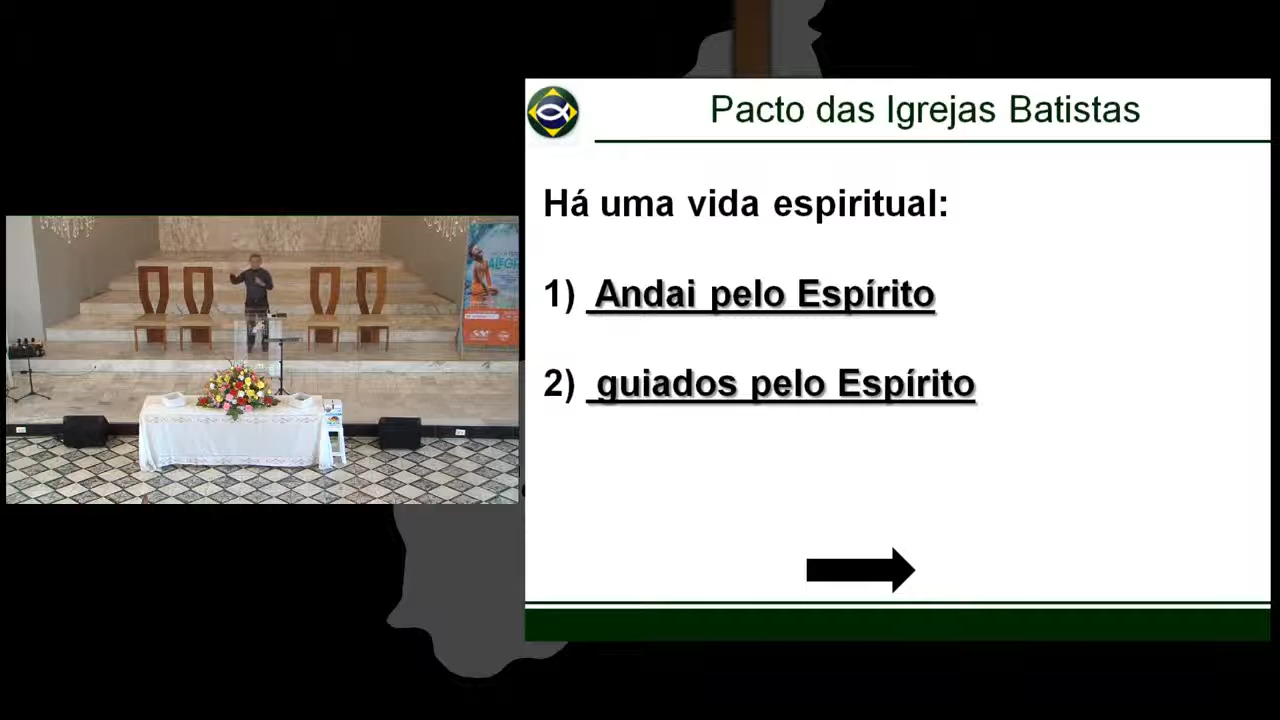 Pacto das Igrejas Batistas
Há uma vida espiritual:
1) Andai pelo Espírito
2) guiados pelo Espírito